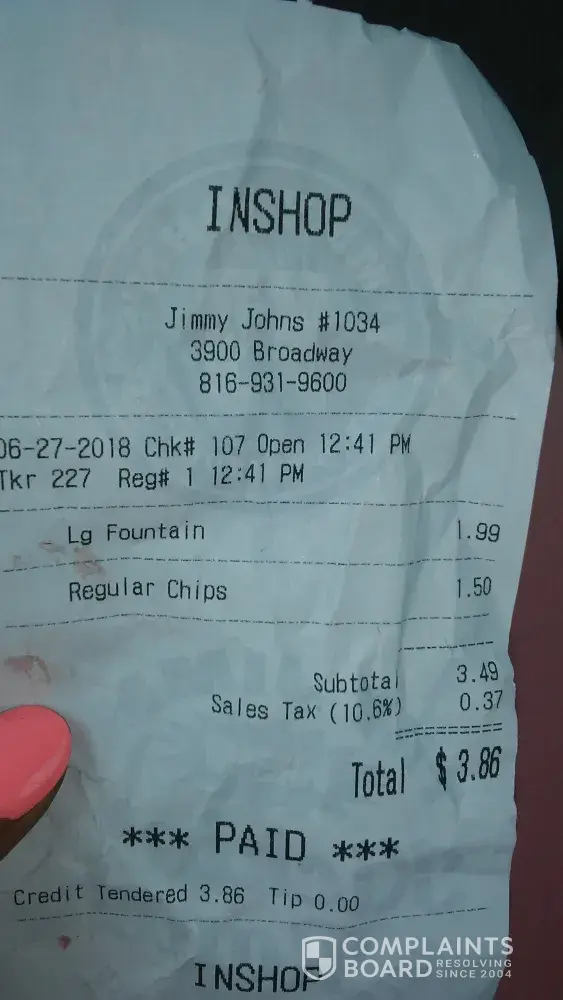 INSHOP
Jimmy Johns #1034
3900 Broadway
816-931-9600
06-27-2018 Chk# 107 Open 12:41 PM
Tkr 227 Reg# 1 12:41 PM
Lg Fountain 1.99
Regular Chips 1.50
Subtotal 3.49
Sales Tax (10.6%) 0.37
Total $ 3.86
*** PAID ***
Credit Tendered 3.86 Tip 0.00
INSHOP
COMPLAINTS
BOARD RESOLVING
SINCE 2004